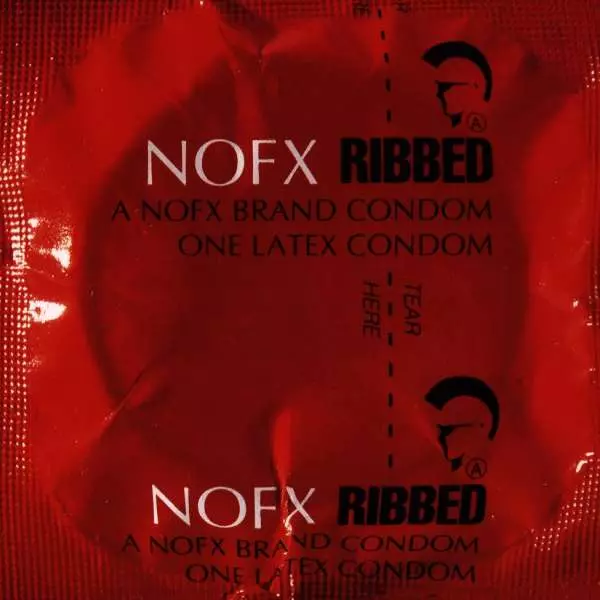 NOFX RIBBED
A NOFX BRAND CONDOM
ONE LATEX CONDOM
TEAR
HERE
NOFX RIBBED
A NOFX BRAND CONDOM
ONE LATEX CONDOM